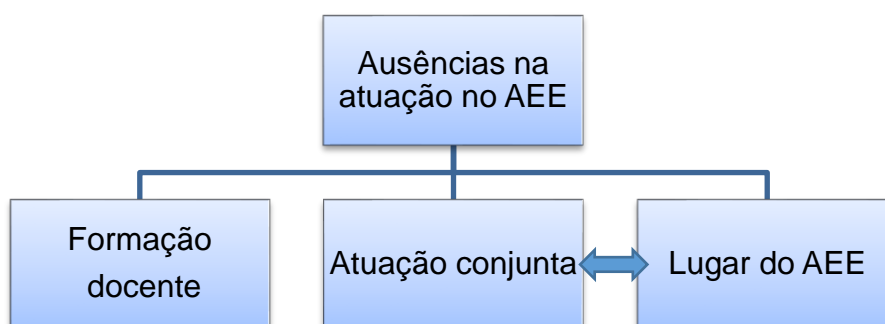 Ausências na
atuação no AEE
Formação
docente
Atuação conjunta
Lugar do AEE